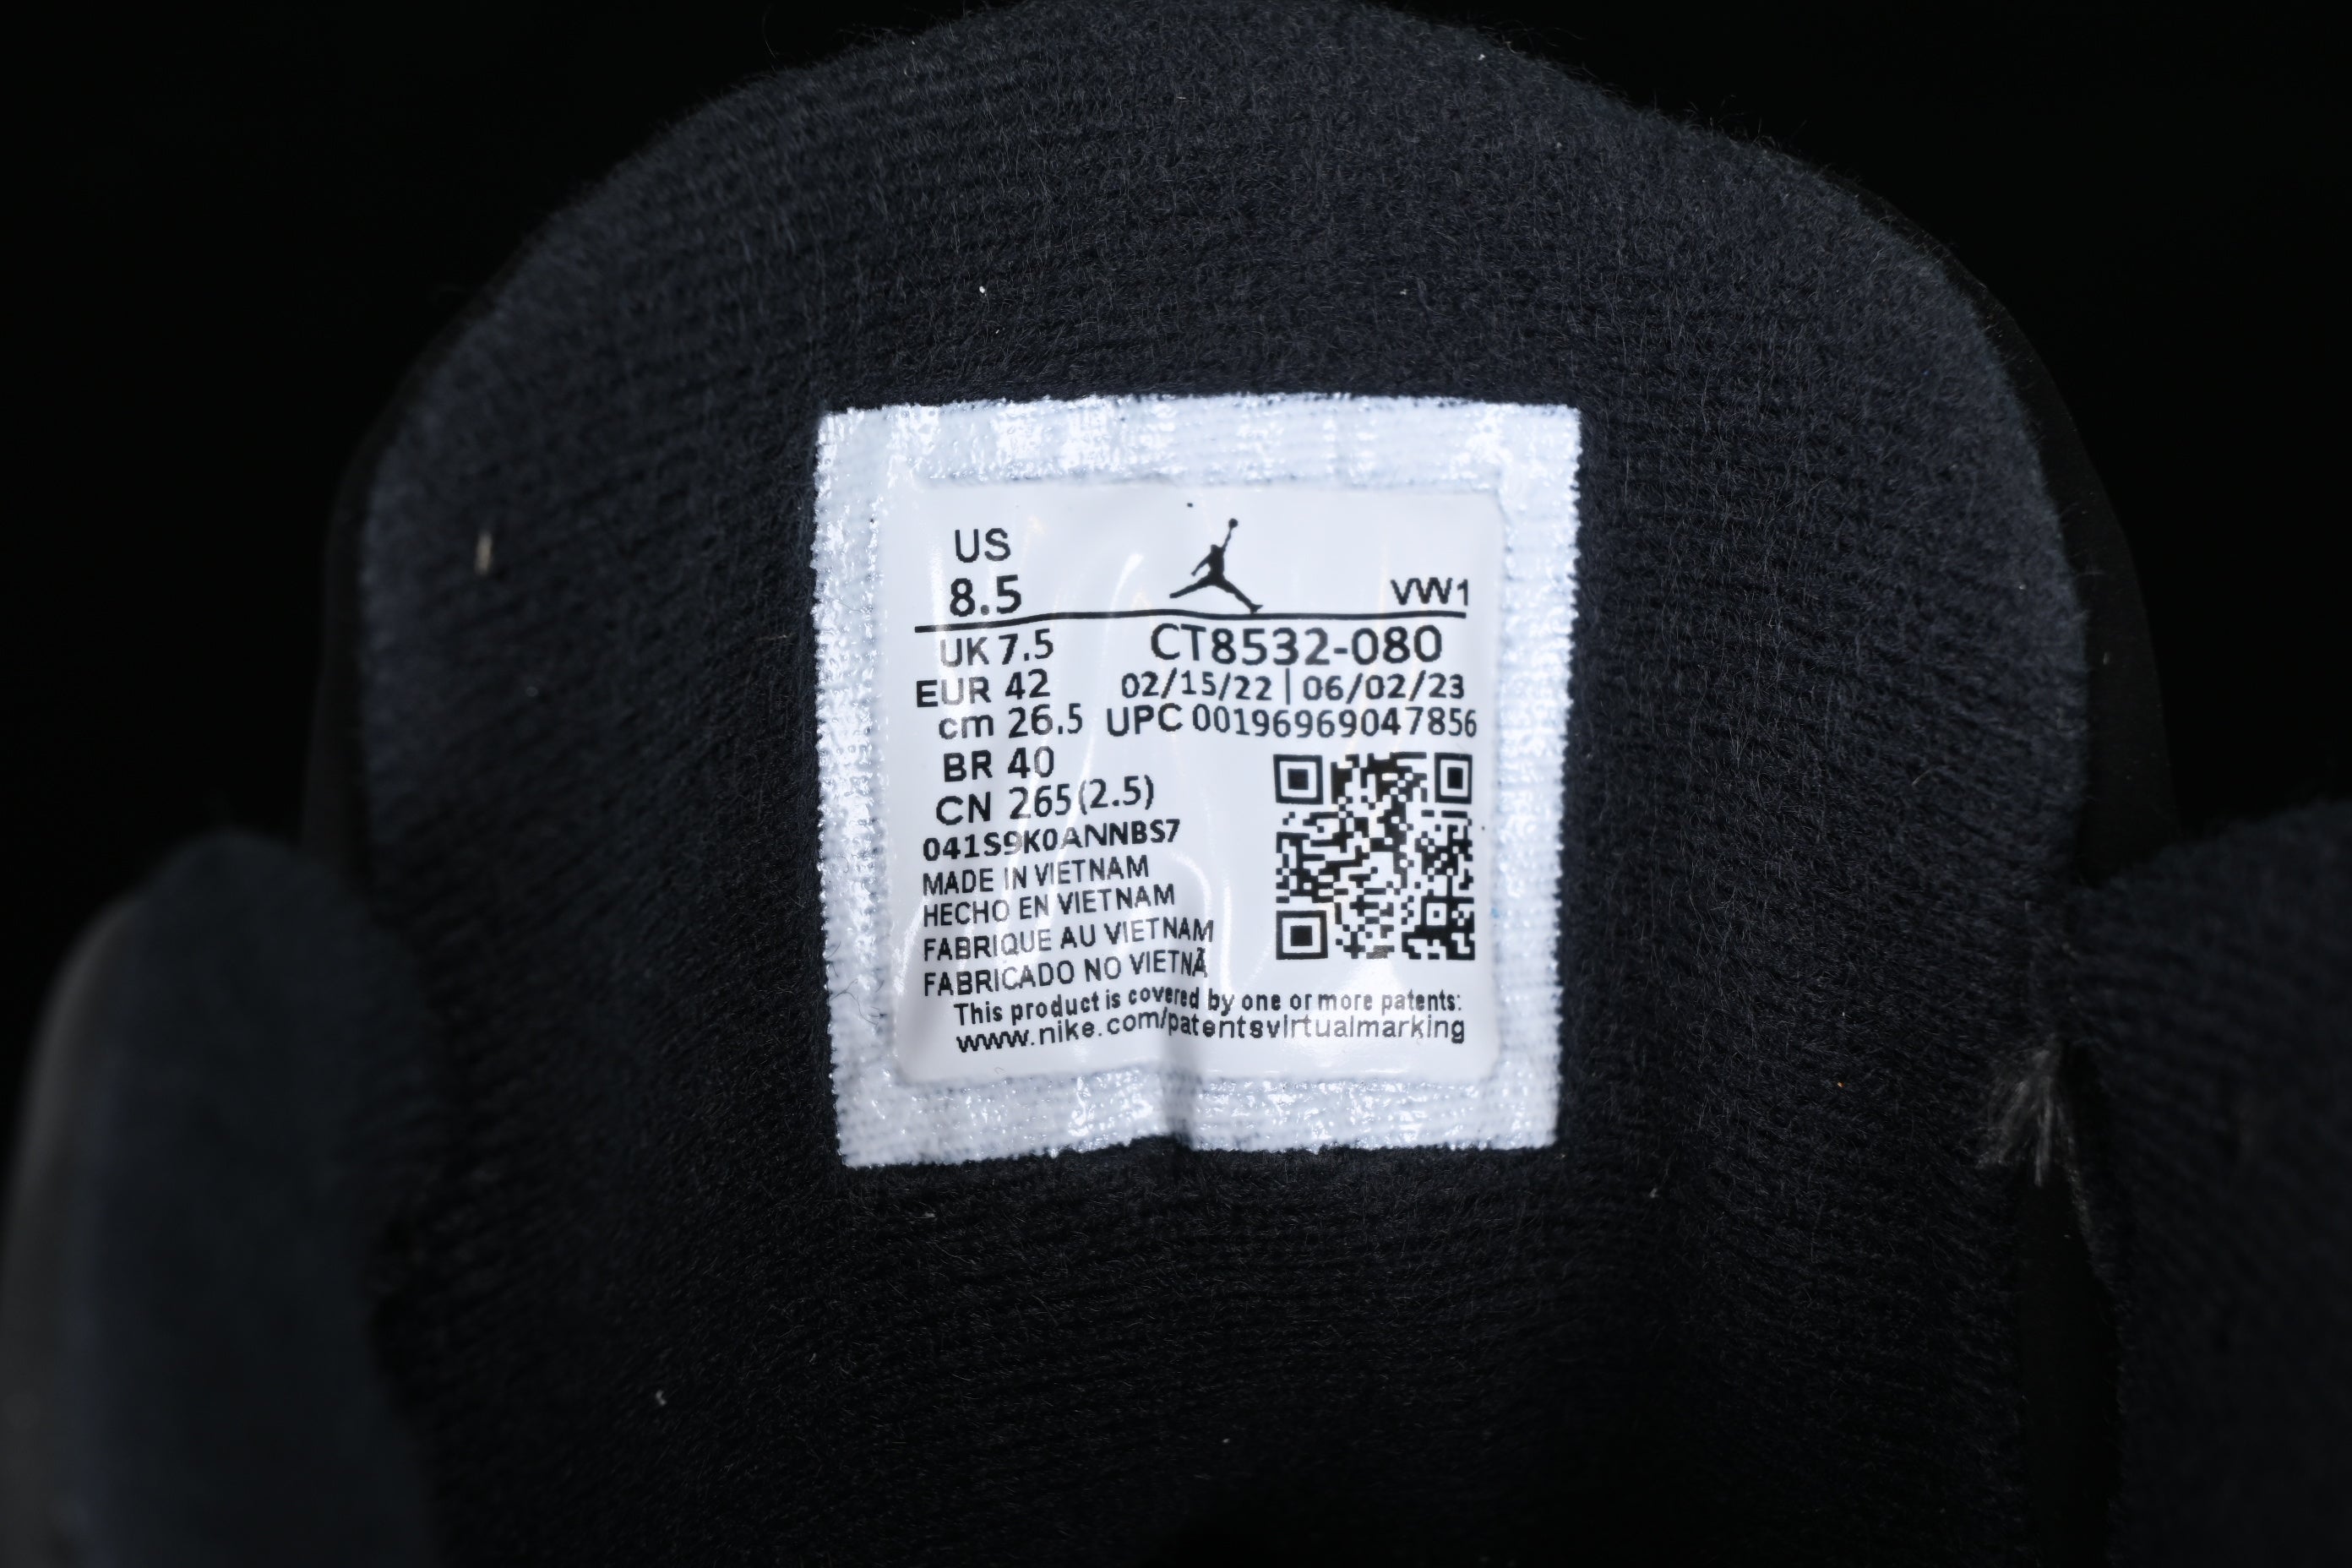 US
8.5
VW1
UK 7.5
CT8532-080
EUR 42
02/15/22 | 06/02/23
cm 26.5
UPC 00196969047856
BR 40
CN 265(2.5)
041S9K0ANNBS7
MADE IN VIETNAM
HECHO EN VIETNAM
FABRIQUE AU VIETNAM
FABRICADO NO VIETNÃ
This product is covered by one or more patents:
www.nike.com/patentsvirtualmarking